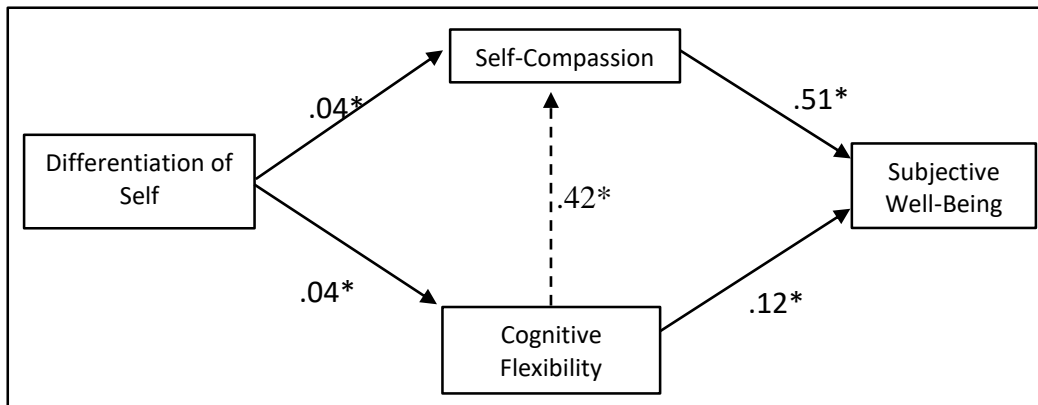 Self-Compassion
.04*
.51*
Differentiation of
Self
Subjective
Well-Being
.42*
.04*
.12*
Cognitive
Flexibility